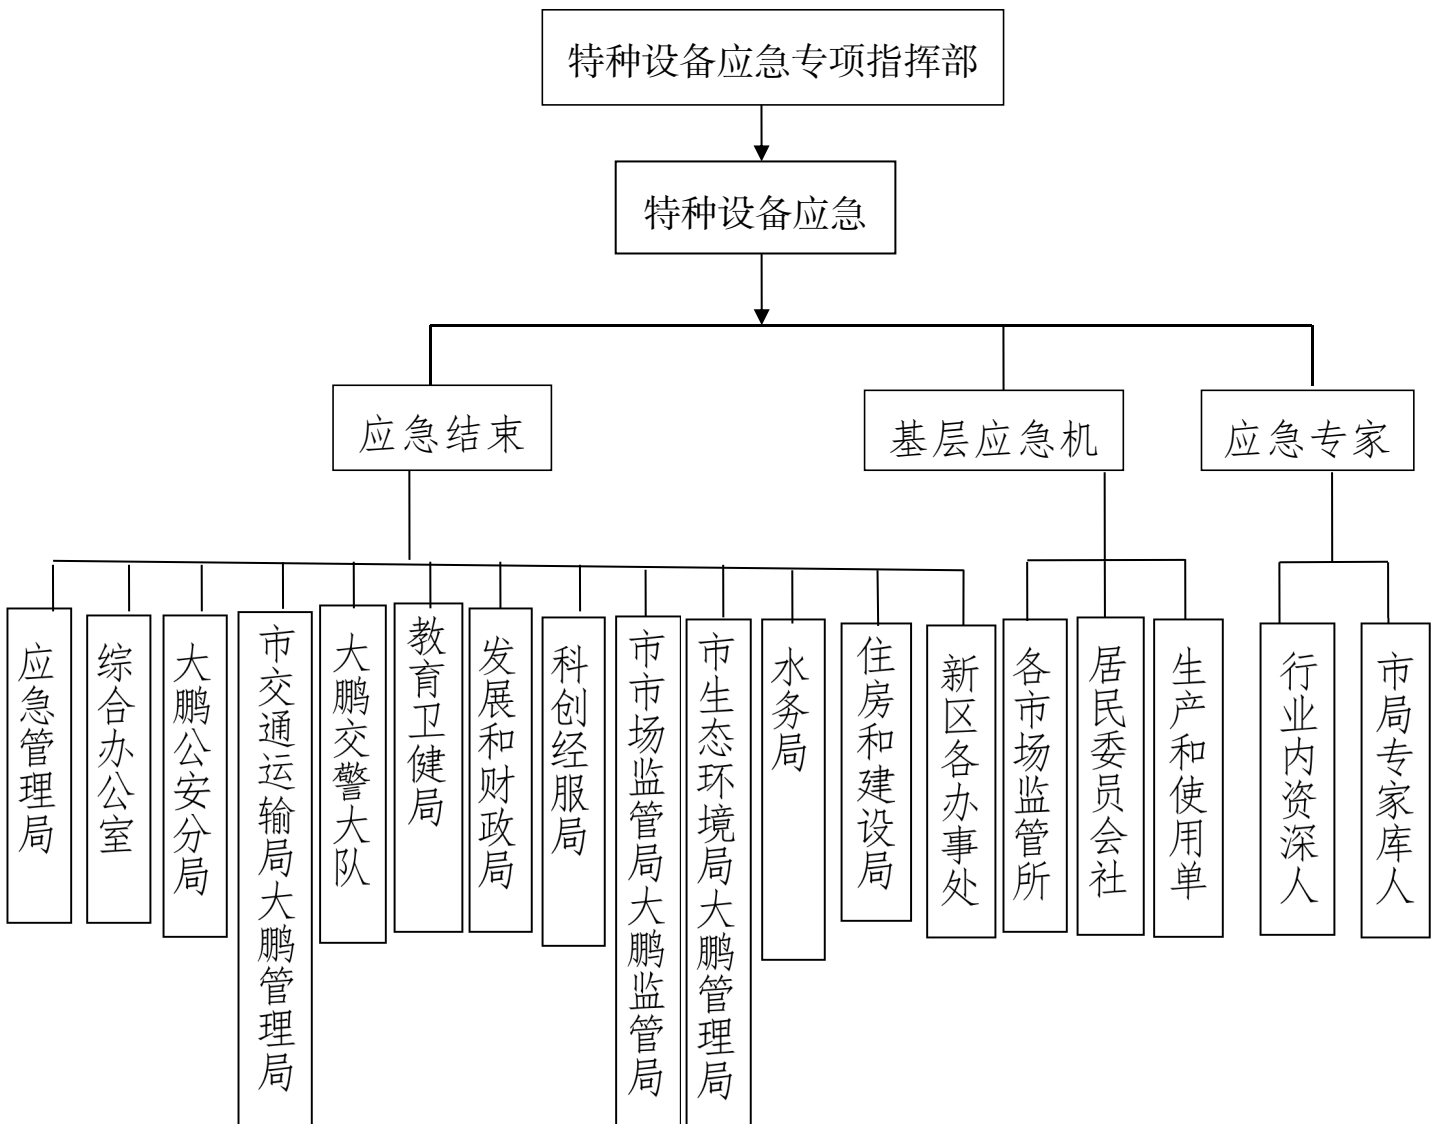 特种设备应急专项指挥部
特种设备应急
应急结束
基层应急机
应急专家
应急管理局
综合办公室
大鹏公安分局
市交通运输局大鹏管理局
大鹏交警大队
教育卫健局
发展和财政局
科创经服局
市市场监管局大鹏监管局
市生态环境局大鹏管理局
水务局
住房和建设局
新区各办事处
各市场监管所
居民委员会社
生产和使用单
行业内资深人
市局专家库人